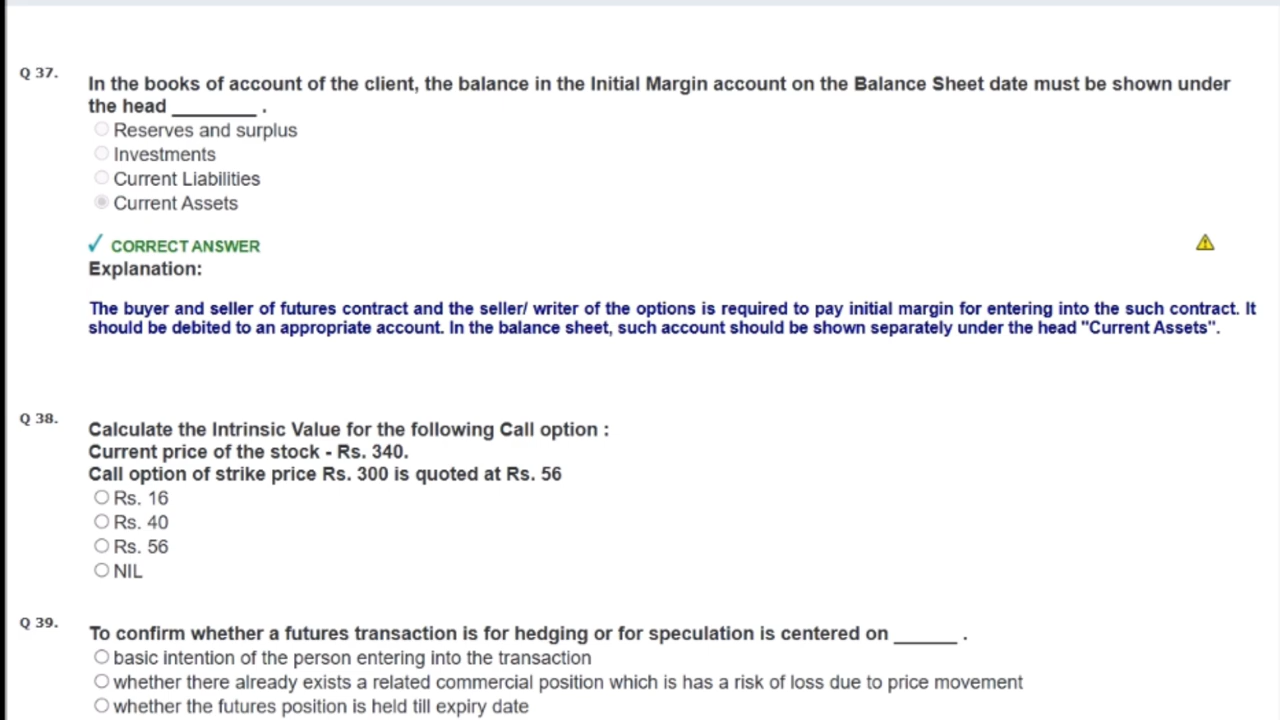 Q 37.
In the books of account of the client, the balance in the Initial Margin account on the Balance Sheet date must be shown under
the head ________ .
Reserves and surplus
Investments
Current Liabilities
Current Assets
✓ CORRECT ANSWER
Explanation:
The buyer and seller of futures contract and the seller/ writer of the options is required to pay initial margin for entering into the such contract. It
should be debited to an appropriate account. In the balance sheet, such account should be shown separately under the head "Current Assets".
Q 38.
Calculate the Intrinsic Value for the following Call option :
Current price of the stock - Rs. 340.
Call option of strike price Rs. 300 is quoted at Rs. 56
Rs. 16
Rs. 40
Rs. 56
NIL
Q 39.
To confirm whether a futures transaction is for hedging or for speculation is centered on ______ .
basic intention of the person entering into the transaction
whether there already exists a related commercial position which is has a risk of loss due to price movement
whether the futures position is held till expiry date